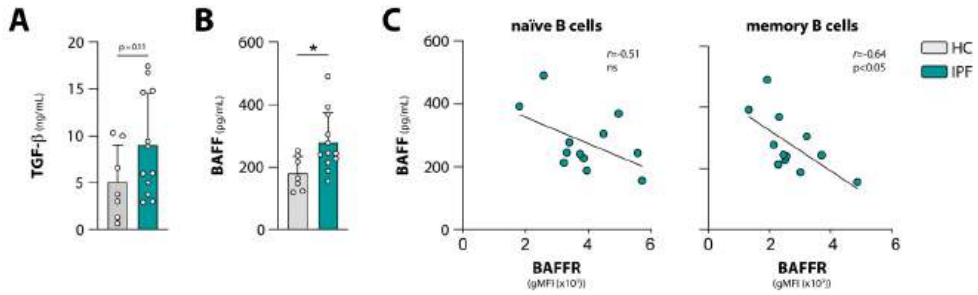 A
TGF-β (ng/mL)
20
15
10
5
0
p = 0.11
B
BAFF (pg/mL)
600
400
200
0
*
C
naïve B cells
r=-0.51
ns
BAFF (pg/mL)
600
400
200
0
0 2 4 6
BAFFR
(gMFI (x10³))
memory B cells
r=-0.64
p<0.05
0 2 4 6
BAFFR
(gMFI (x10³))
HC
IPF